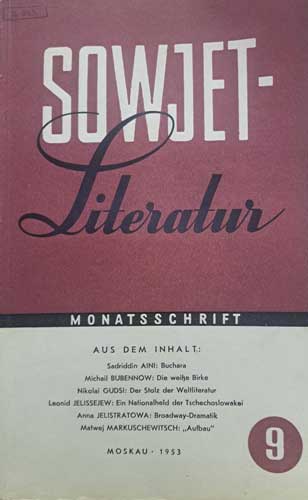 SOWJET-
Literatur
MONATSSCHRIFT
AUS DEM INHALT:
Sadriddin AINI: Buchara
Michail BUBENNOW: Die weiße Birke
Nikolai GUDSI: Der Stolz der Weltliteratur
Leonid JELISSEJEW: Ein Nationalheld der Tschechoslowakei
Anna JELISTRATOWA: Broadway-Dramatik
Matwej MARKUSCHEWITSCH: „Aufbau"
9
MOSKAU · 1953